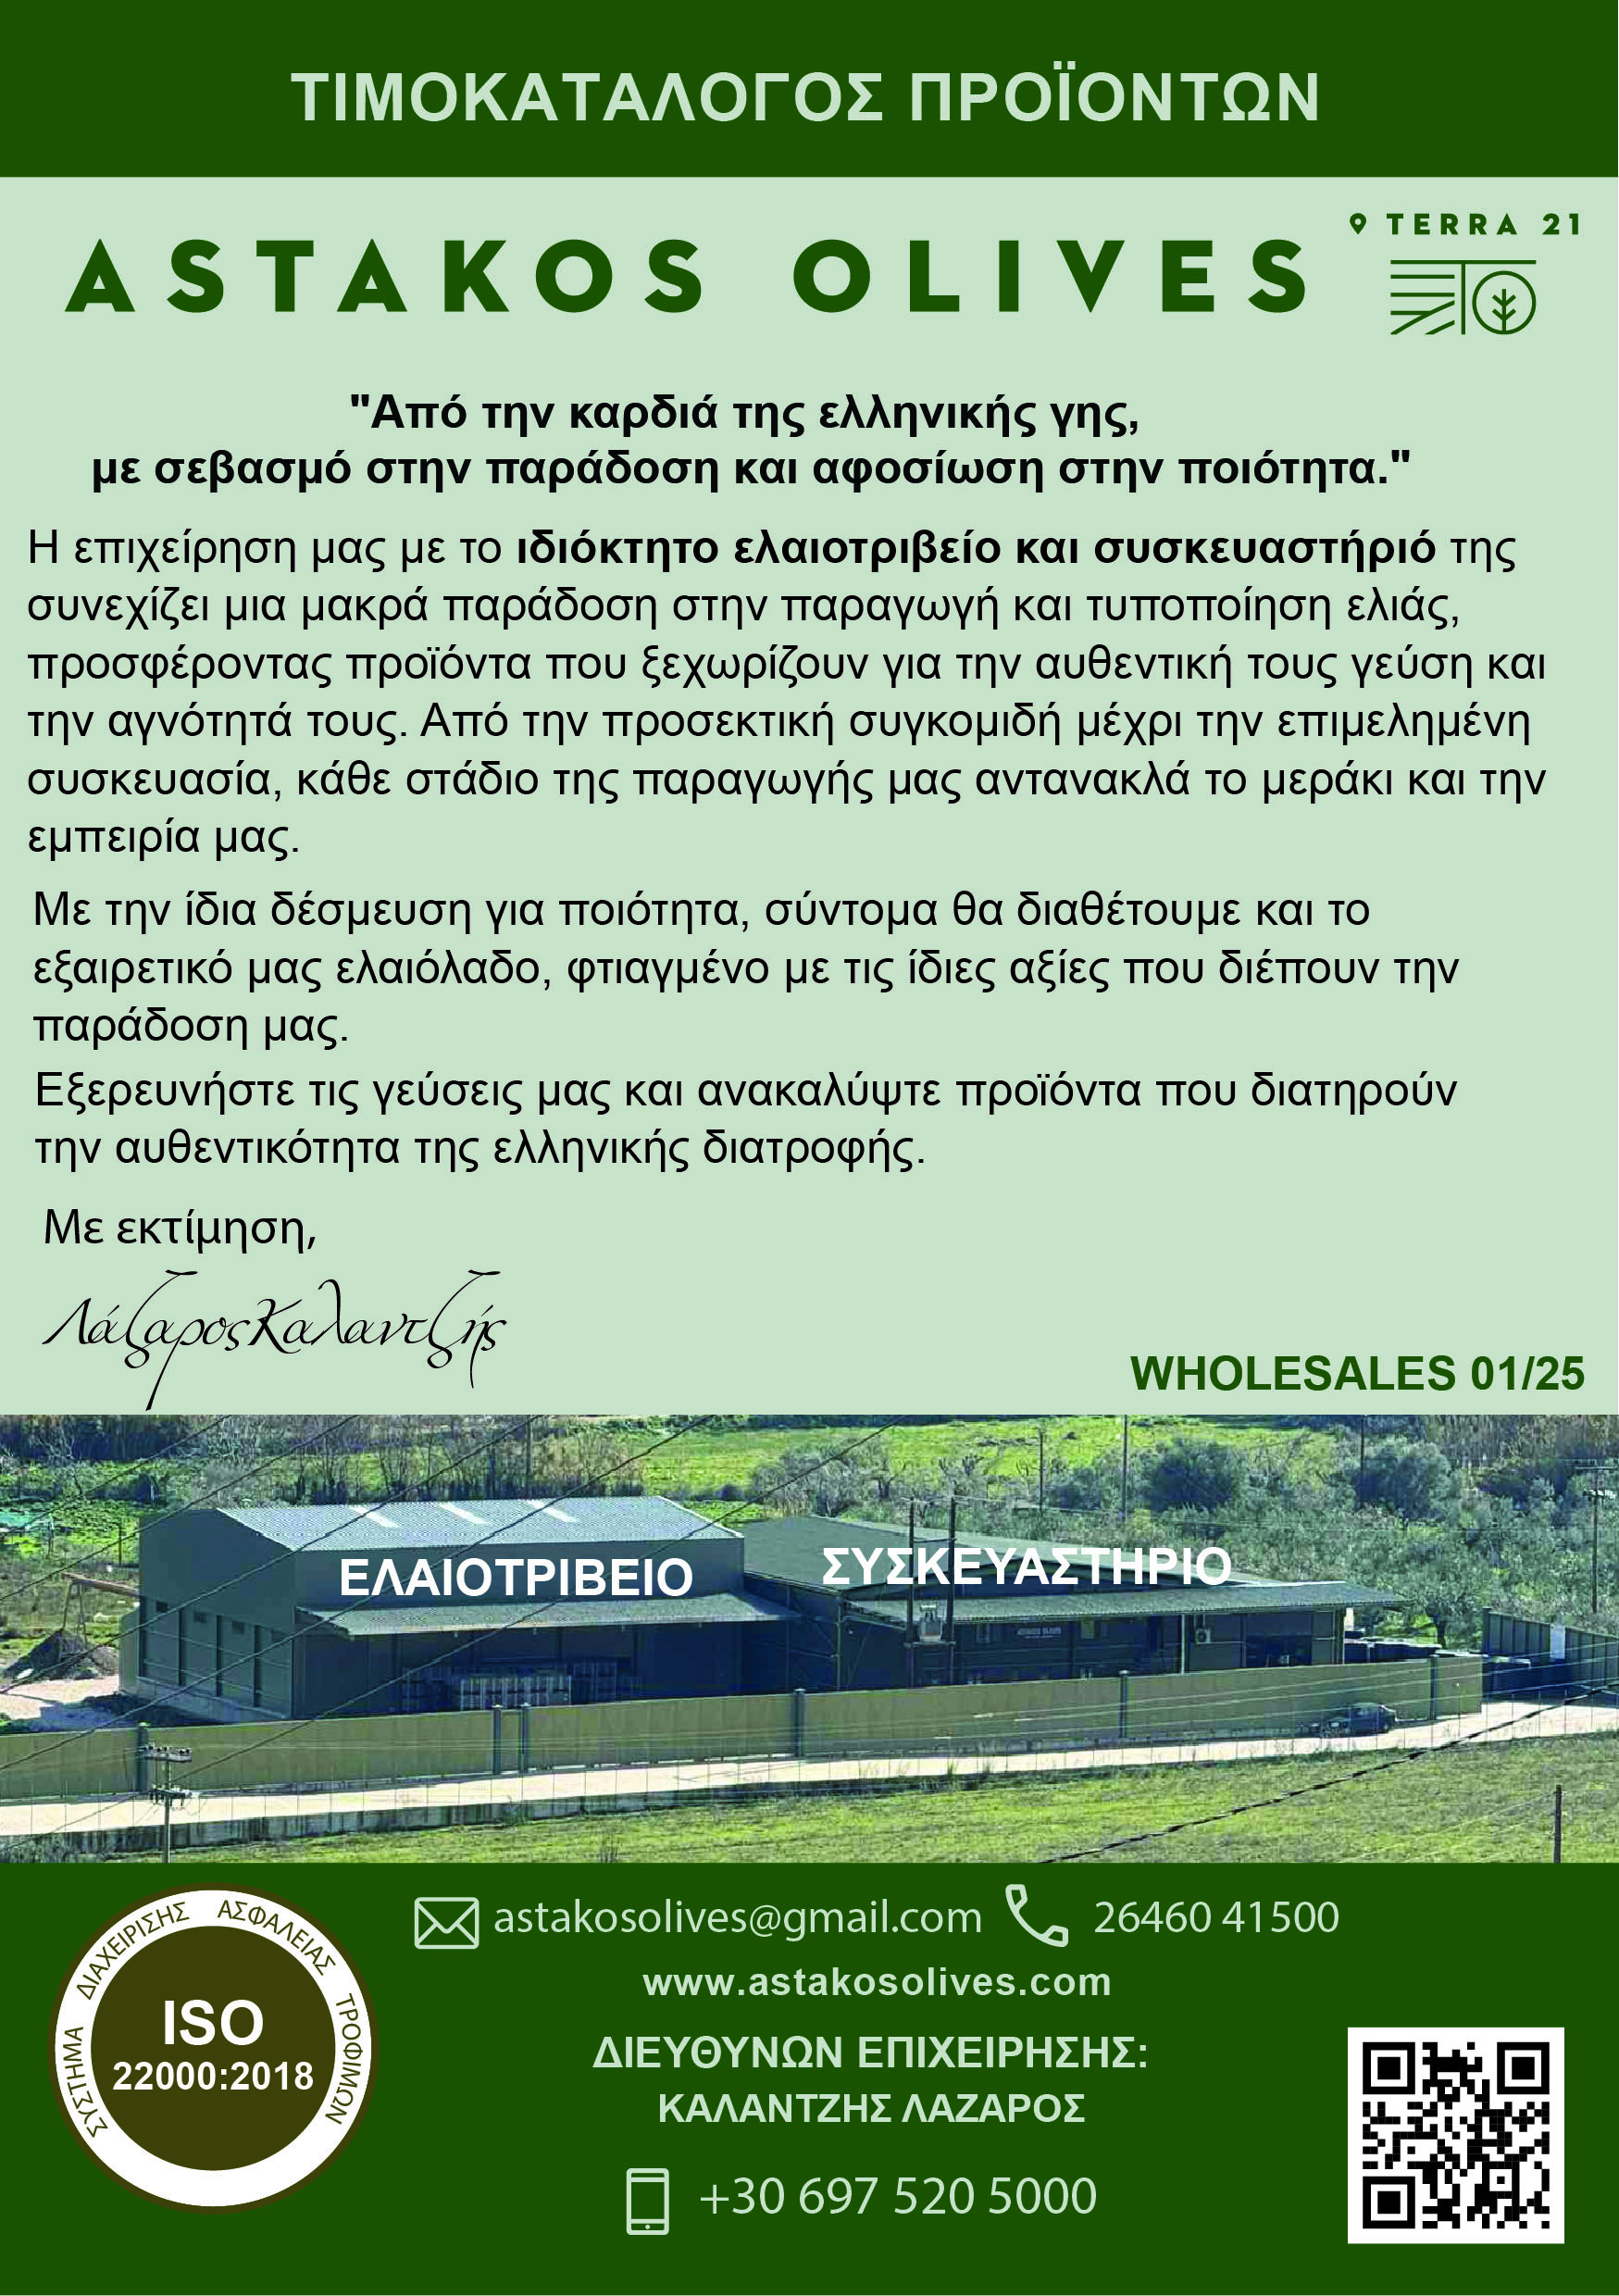 ΤΙΜΟΚΑΤΑΛΟΓΟΣ ΠΡΟΪΟΝΤΩΝ
TERRA 21
ASTAKOS OLIVES
"Από την καρδιά της ελληνικής γης,
με σεβασμό στην παράδοση και αφοσίωση στην ποιότητα."
Η επιχείρηση μας με το ιδιόκτητο ελαιοτριβείο και συσκευαστήριό της
συνεχίζει μια μακρά παράδοση στην παραγωγή και τυποποίηση ελιάς,
προσφέροντας προϊόντα που ξεχωρίζουν για την αυθεντική τους γεύση και
την αγνότητά τους. Από την προσεκτική συγκομιδή μέχρι την επιμελημένη
συσκευασία, κάθε στάδιο της παραγωγής μας αντανακλά το μεράκι και την
εμπειρία μας.
Με την ίδια δέσμευση για ποιότητα, σύντομα θα διαθέτουμε και το
εξαιρετικό μας ελαιόλαδο, φτιαγμένο με τις ίδιες αξίες που διέπουν την
παράδοση μας.
Εξερευνήστε τις γεύσεις μας και ανακαλύψτε προϊόντα που διατηρούν
την αυθεντικότητα της ελληνικής διατροφής.
Με εκτίμηση,
Λάζαρος Καλαντζής
WHOLESALES 01/25
ΕΛΑΙΟΤΡΙΒΕΙΟ
ΣΥΣΚΕΥΑΣΤΗΡΙΟ
ΣΥΣΤΗΜΑ ΔΙΑΧΕΙΡΙΣΗΣ ΑΣΦΑΛΕΙΑΣ ΤΡΟΦΙΜΩΝ
ISO
22000:2018
astakosolives@gmail.com
26460 41500
www.astakosolives.com
ΔΙΕΥΘΥΝΩΝ ΕΠΙΧΕΙΡΗΣΗΣ:
ΚΑΛΑΝΤΖΗΣ ΛΑΖΑΡΟΣ
+30 697 520 5000